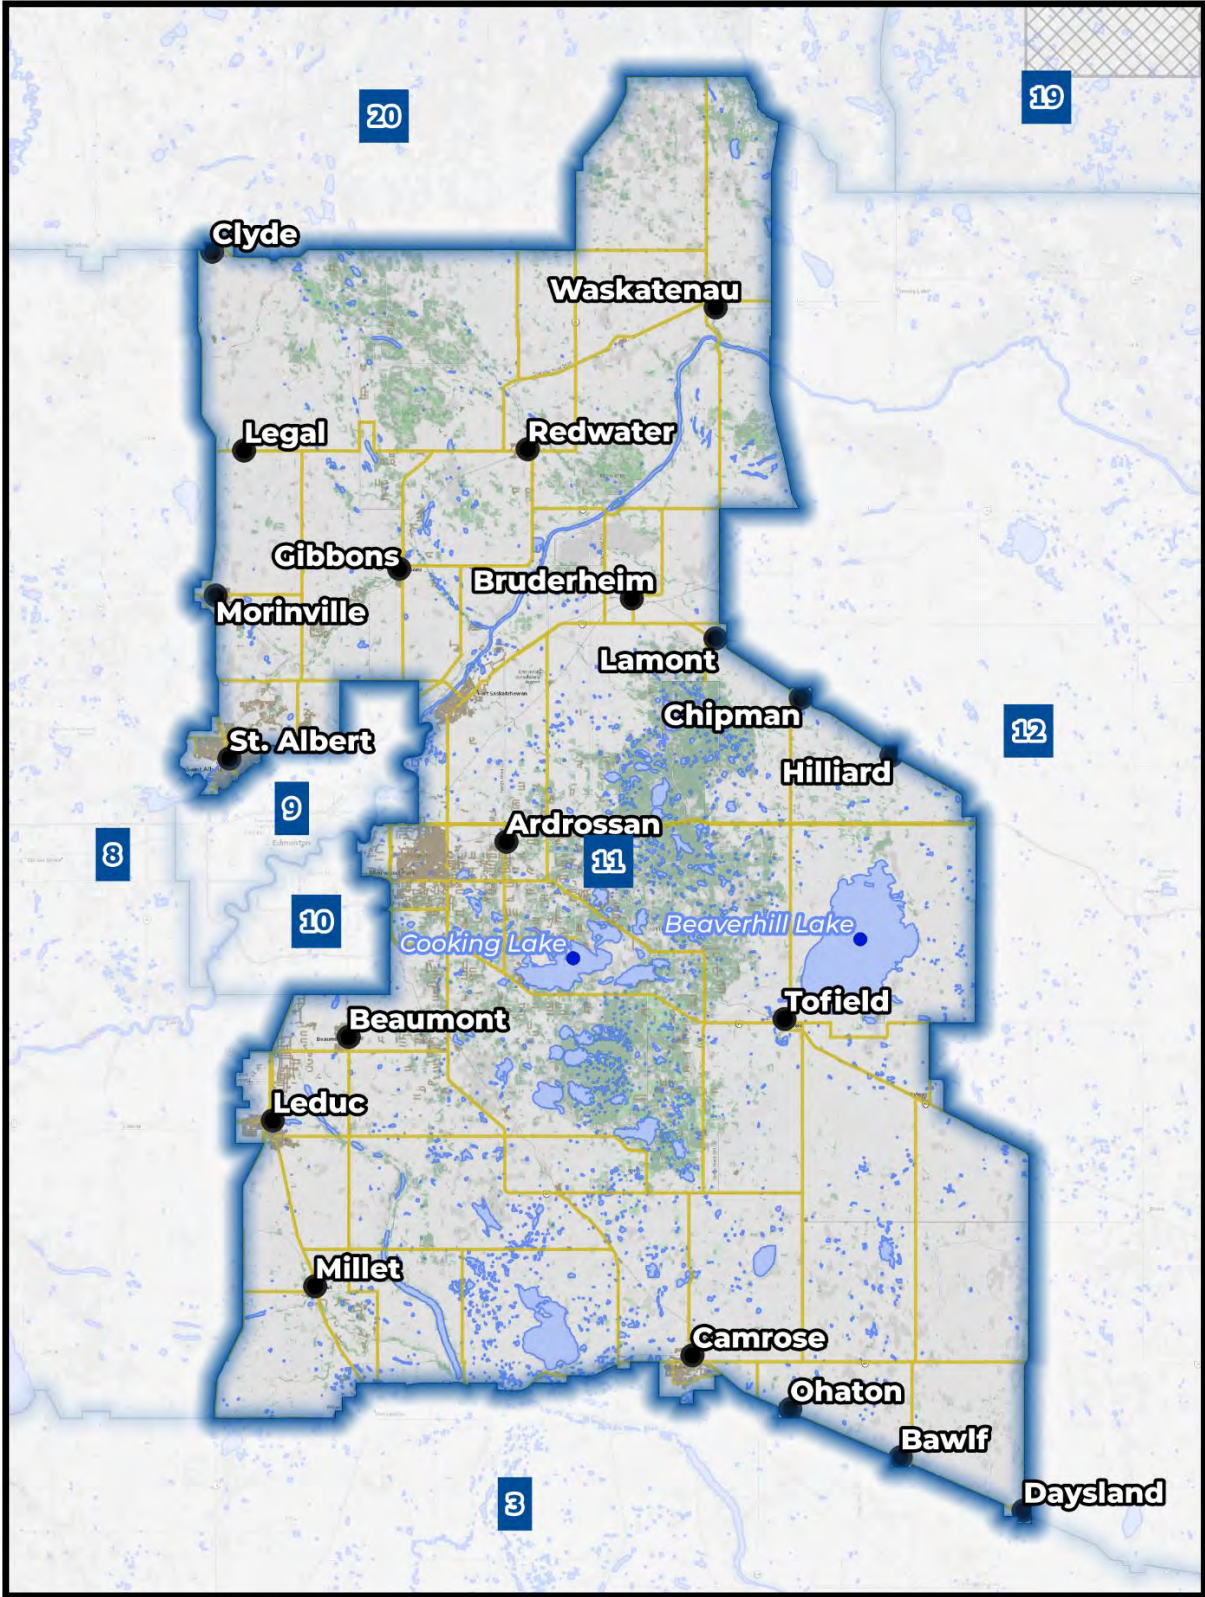 20
19
Clyde
Waskatenau
Legal
Redwater
Gibbons
Bruderheim
Morinville
Lamont
Chipman
12
St. Albert
Hilliard
9
Ardrossan
8
11
10
Beaverhill Lake
Cooking Lake
Tofield
Beaumont
Leduc
Millet
Camrose
Ohaton
Bawlf
3
Daysland